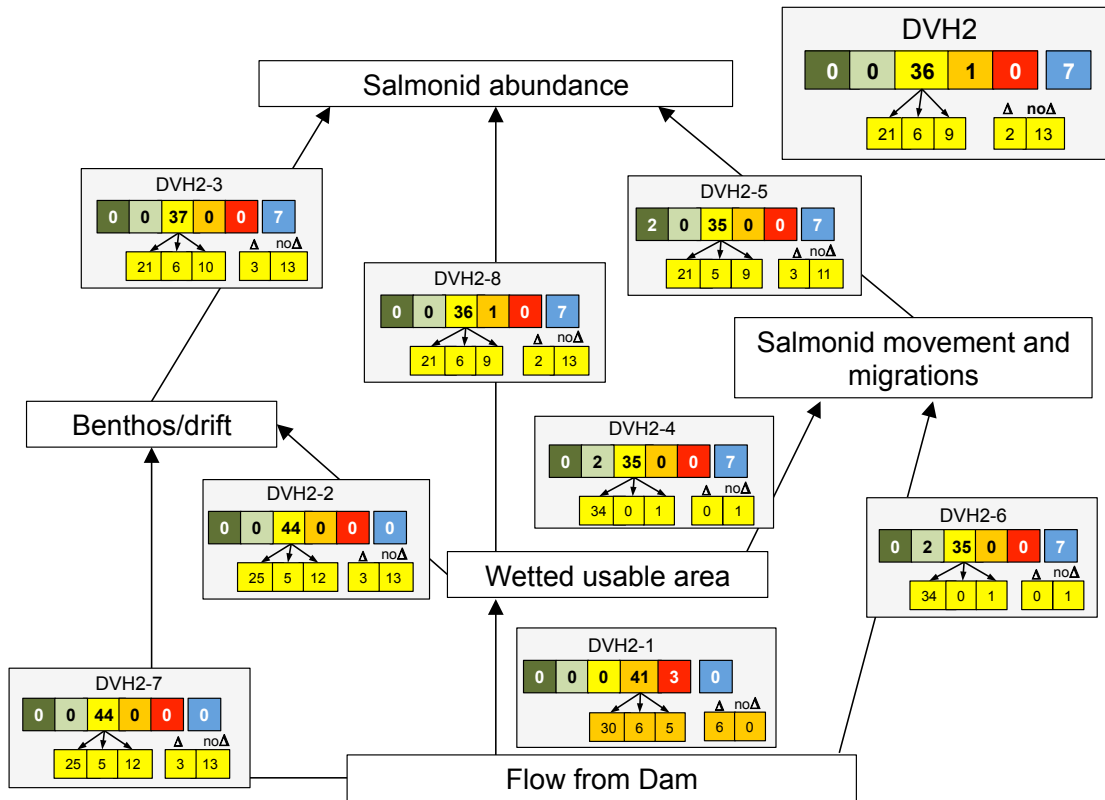 DVH2
0 0 36 1 0 7
Δ noΔ
21 6 9 2 13
Salmonid abundance
DVH2-3
0 0 37 0 0 7
Δ noΔ
21 6 10 3 13
DVH2-5
2 0 35 0 0 7
Δ noΔ
21 5 9 3 11
DVH2-8
0 0 36 1 0 7
Δ noΔ
21 6 9 2 13
Salmonid movement and
migrations
Benthos/drift
DVH2-4
0 2 35 0 0 7
Δ noΔ
34 0 1 0 1
DVH2-2
0 0 44 0 0 0
Δ noΔ
25 5 12 3 13
DVH2-6
0 2 35 0 0 7
Δ noΔ
34 0 1 0 1
Wetted usable area
DVH2-1
0 0 0 41 3 0
Δ noΔ
30 6 5 6 0
DVH2-7
0 0 44 0 0 0
Δ noΔ
25 5 12 3 13
Flow from Dam